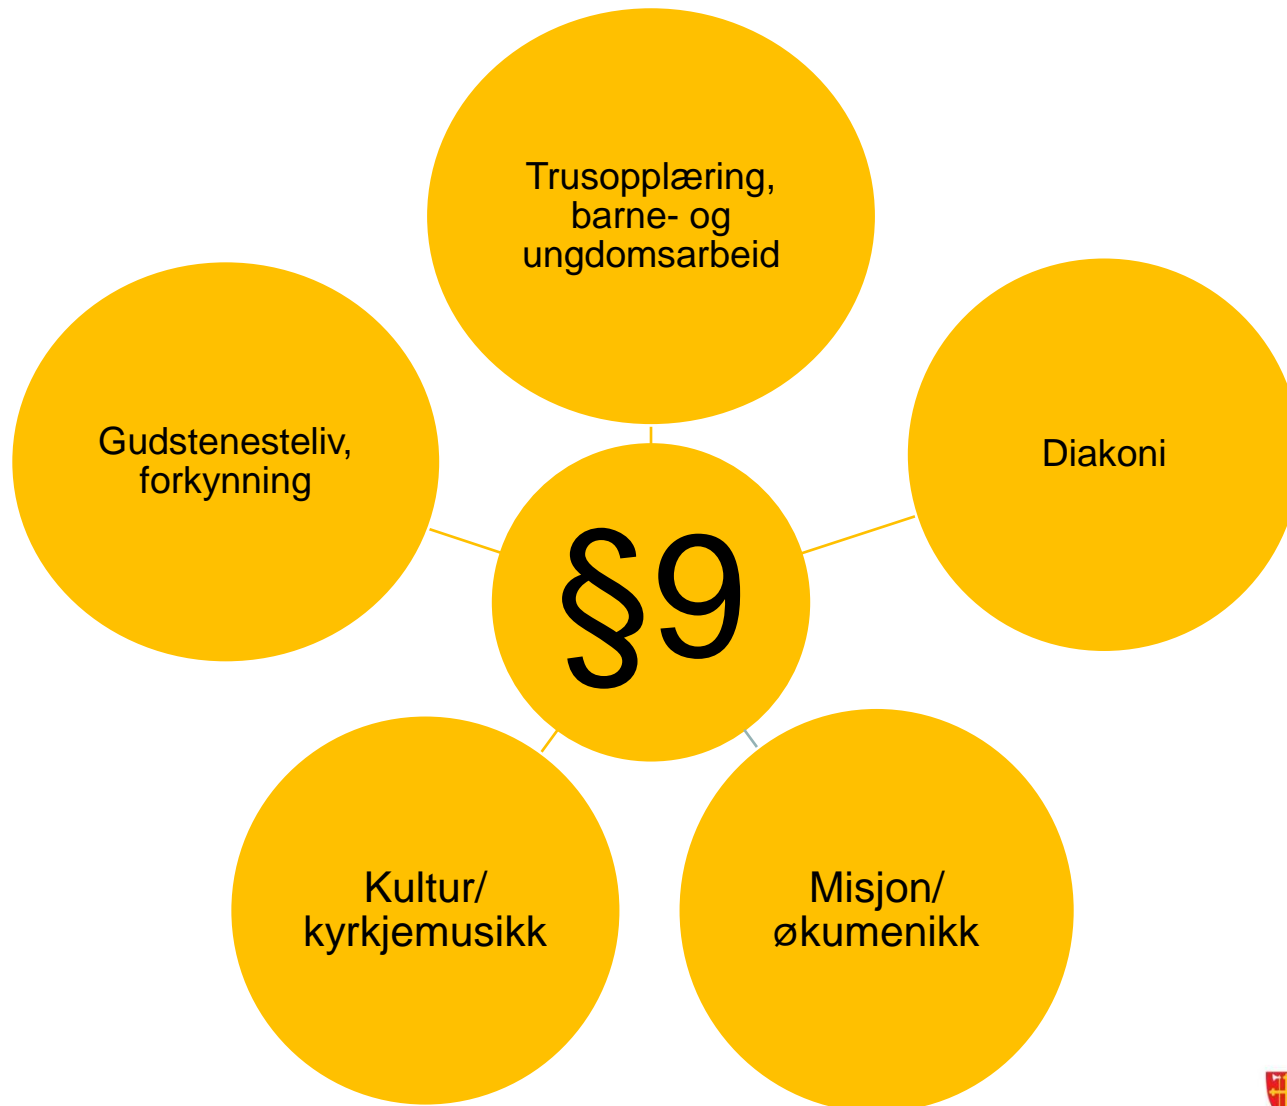 Trusopplæring,
barne- og
ungdomsarbeid
Gudstenesteliv,
forkynning
Diakoni
§9
Kultur/
kyrkjemusikk
Misjon/
økumenikk